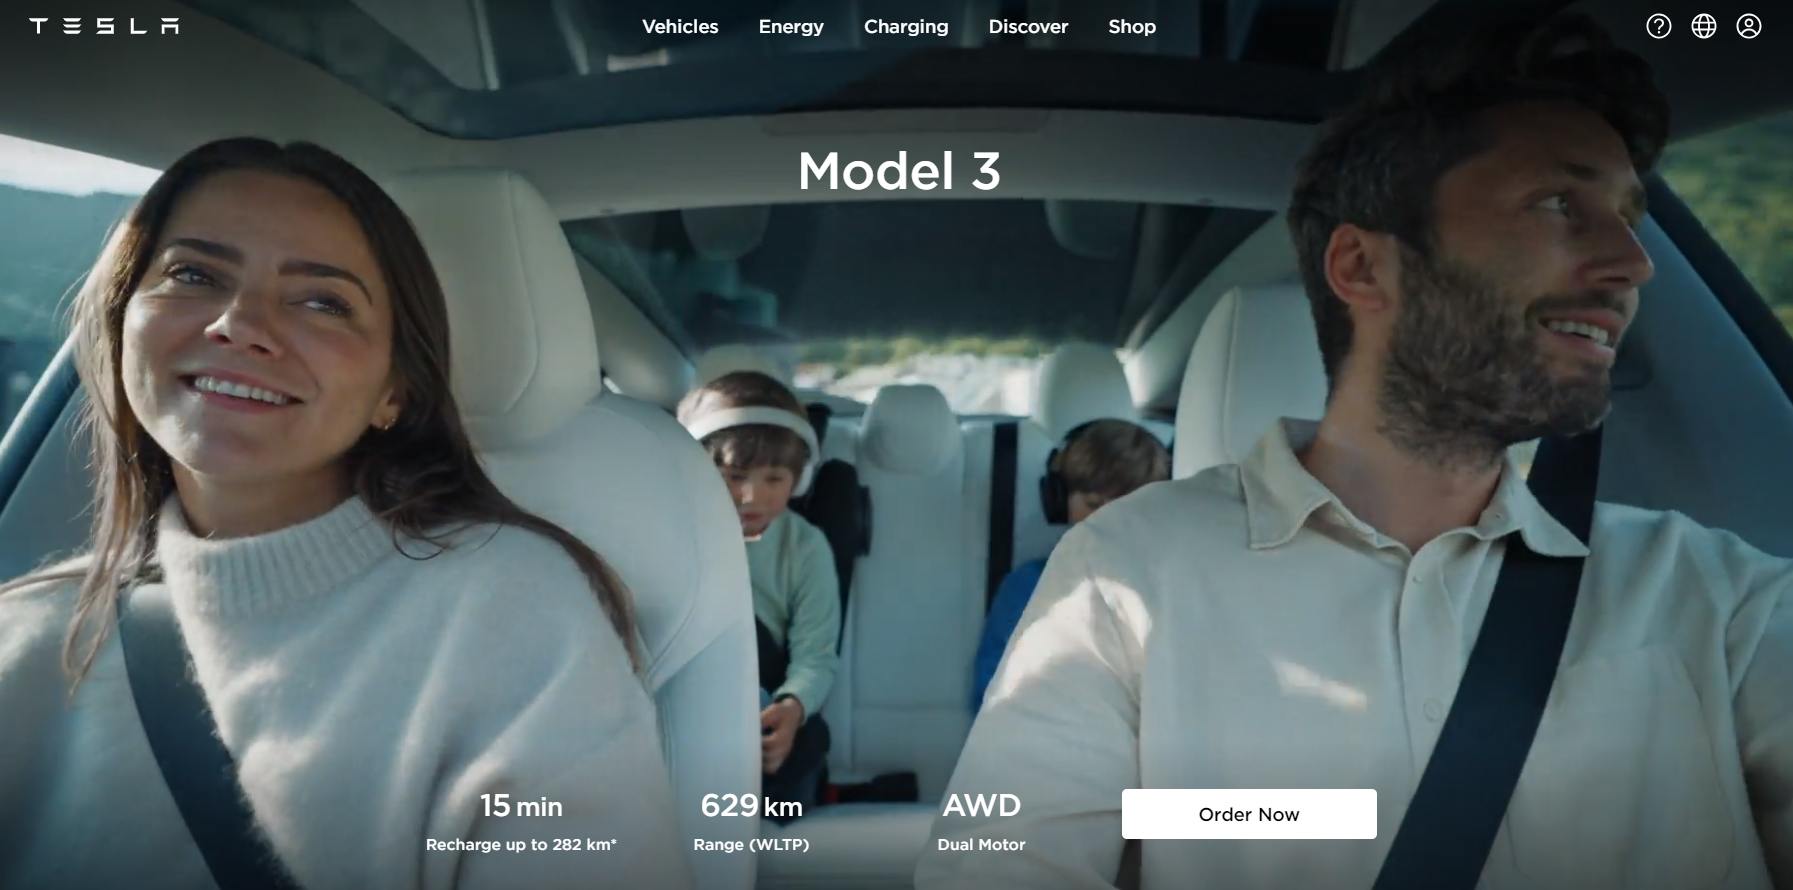 TESLA
Vehicles Energy Charging Discover Shop
Model 3
15 min
Recharge up to 282 km*
629 km
Range (WLTP)
AWD
Dual Motor
Order Now